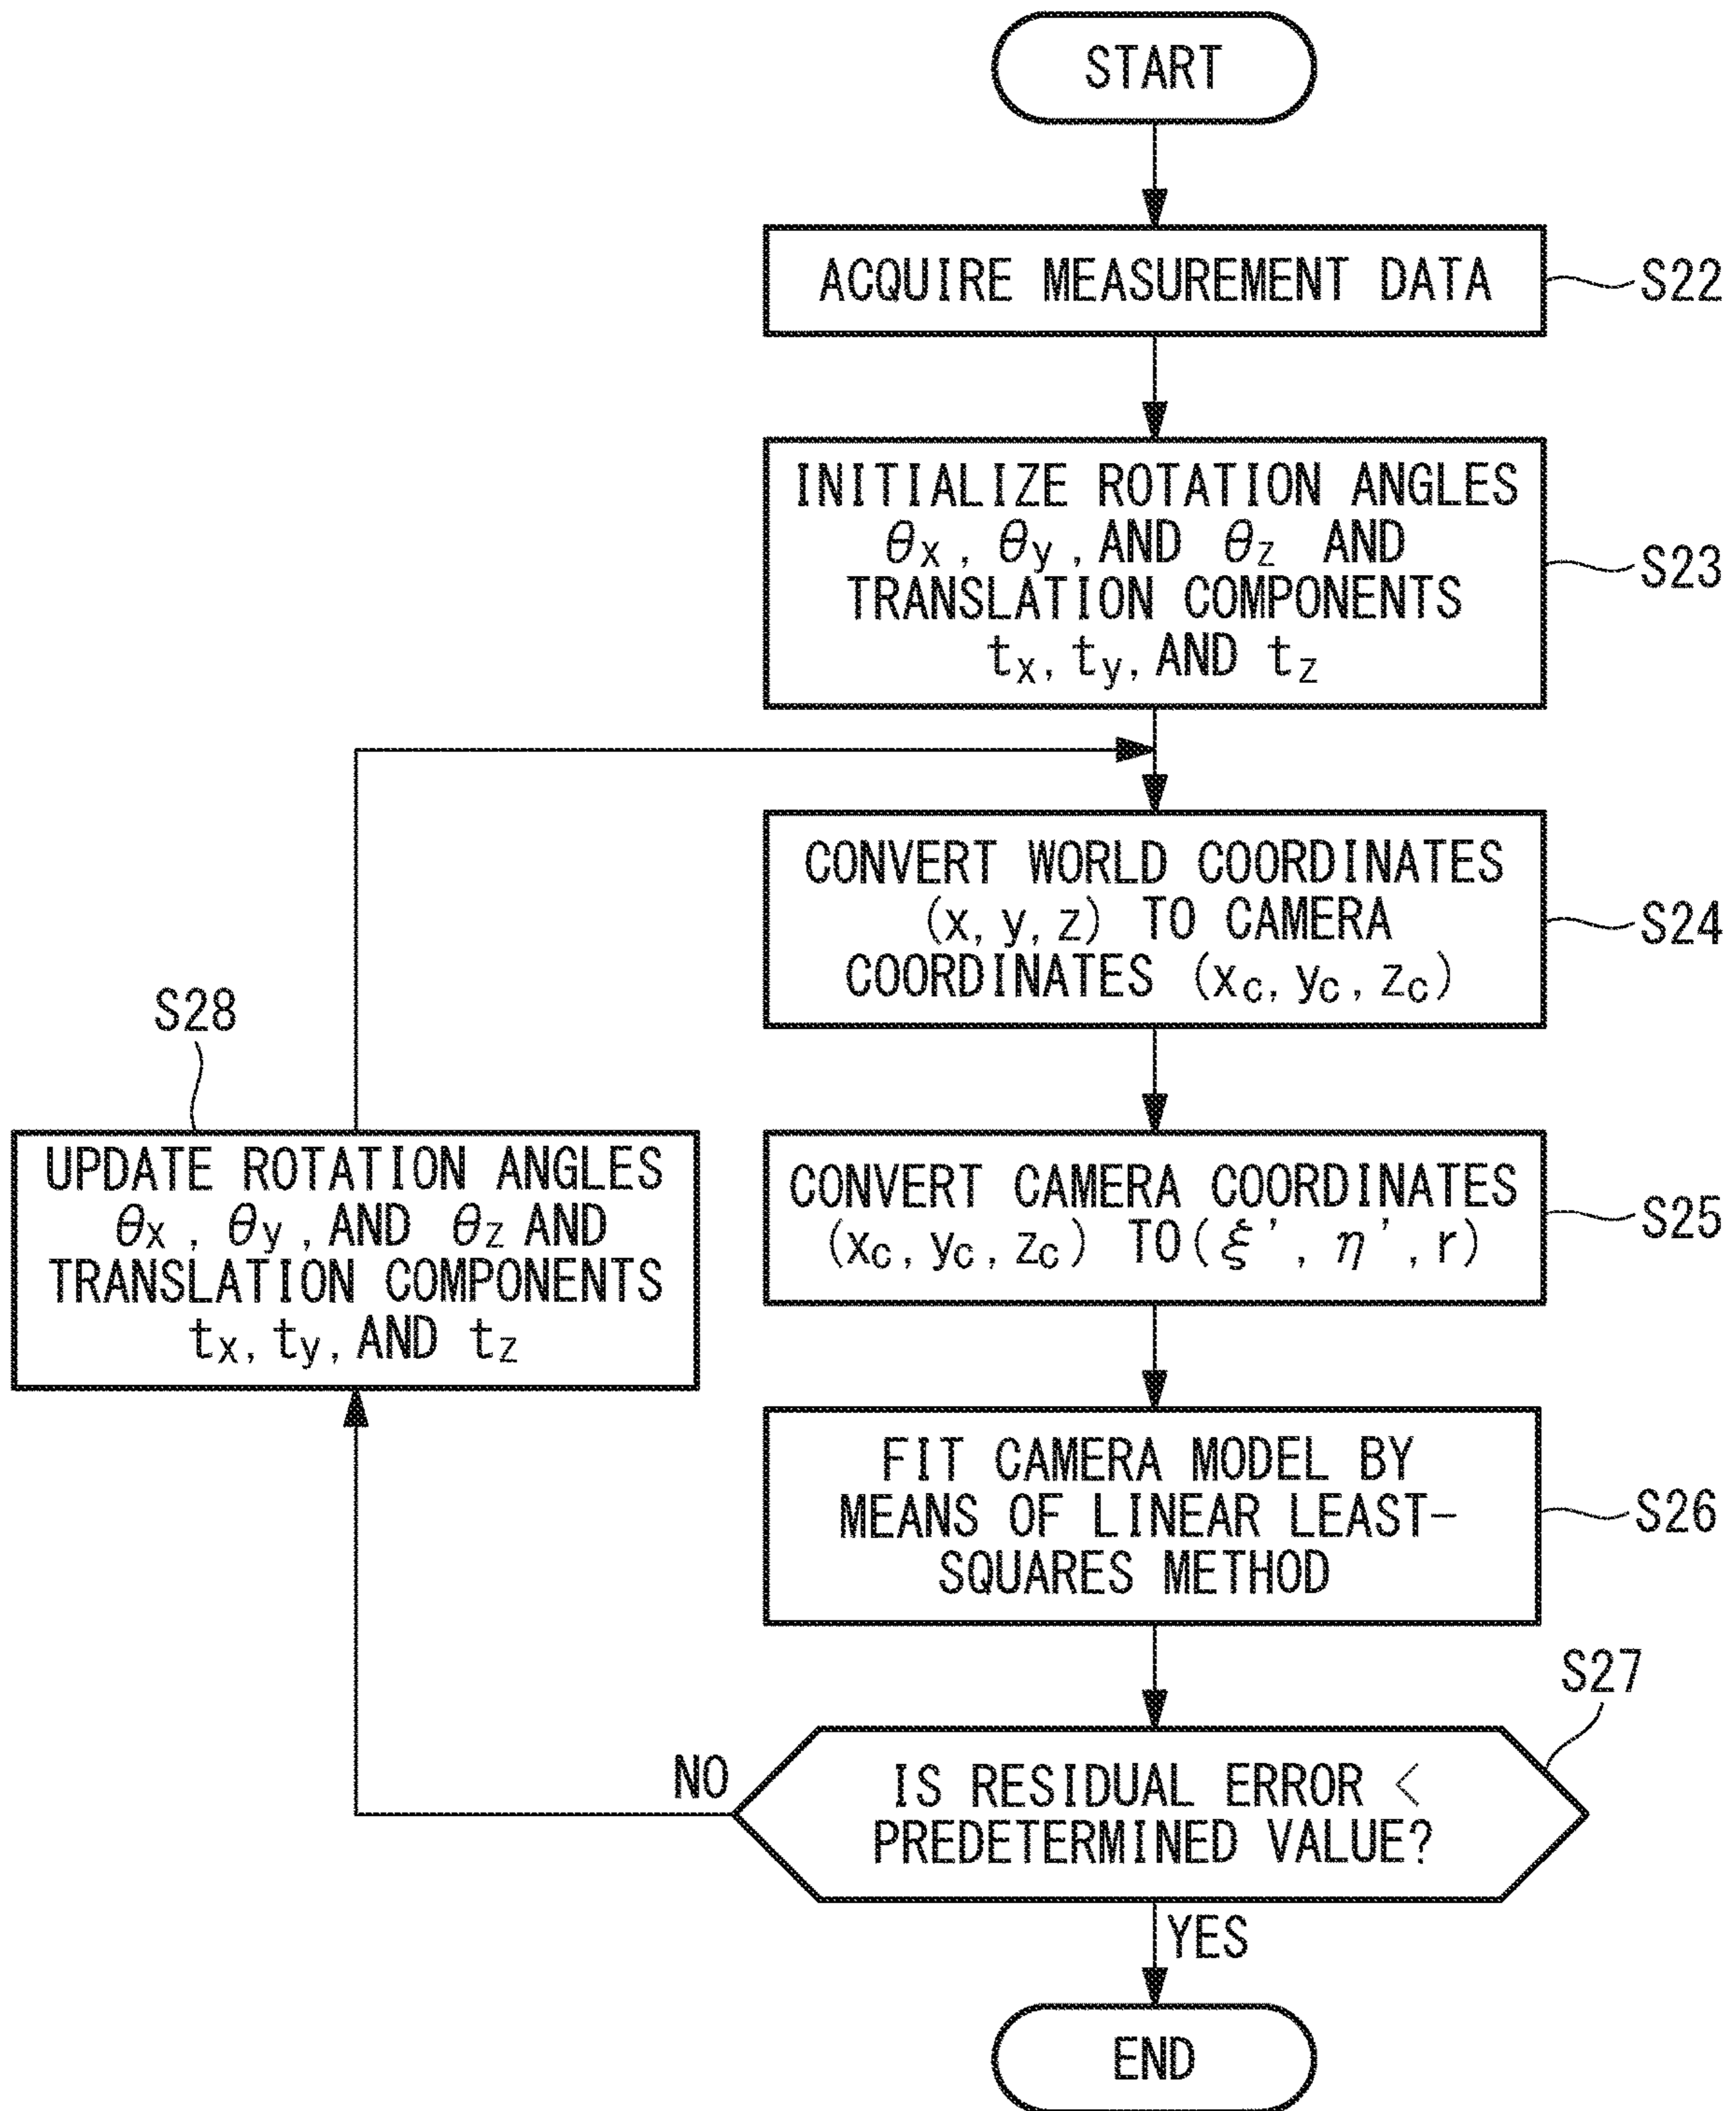 START
ACQUIRE MEASUREMENT DATA
S22
INITIALIZE ROTATION ANGLES
θx, θy, AND θz AND
TRANSLATION COMPONENTS
tx, ty, AND tz
S23
CONVERT WORLD COORDINATES
(x, y, z) TO CAMERA
COORDINATES (xc, yc, zc)
S24
S28
UPDATE ROTATION ANGLES
θx, θy, AND θz AND
TRANSLATION COMPONENTS
tx, ty, AND tz
CONVERT CAMERA COORDINATES
(xc, yc, zc) TO(ξ', η', r)
S25
FIT CAMERA MODEL BY
MEANS OF LINEAR LEAST-
SQUARES METHOD
S26
S27
NO
IS RESIDUAL ERROR <
PREDETERMINED VALUE?
YES
END